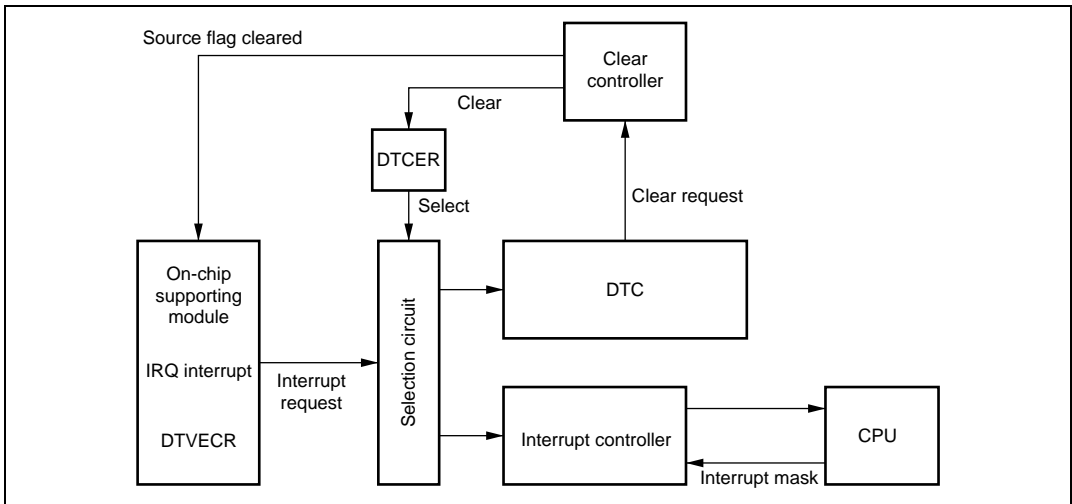 Source flag cleared
Clear
controller
Clear
DTCER
Clear request
Select
On-chip
supporting
module
DTC
Selection circuit
IRQ interrupt
Interrupt
request
DTVECR
Interrupt controller
CPU
Interrupt mask